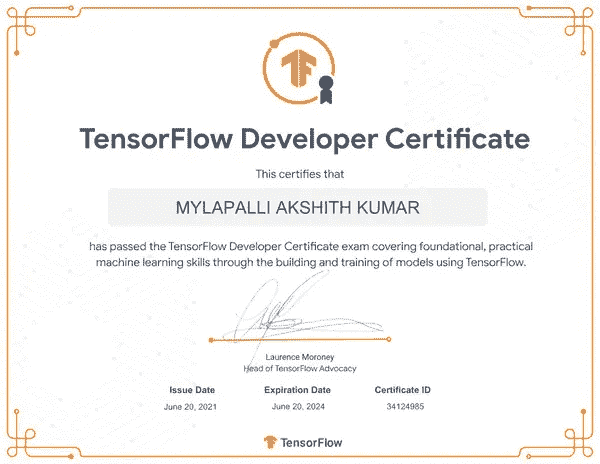 TensorFlow Developer Certificate
This certifies that
MYLAPALLI AKSHITH KUMAR
has passed the TensorFlow Developer Certificate exam covering foundational, practical
machine learning skills through the building and training of models using TensorFlow.
Laurence Moroney
Head of TensorFlow Advocacy
Issue Date Expiration Date Certificate ID
June 20, 2021 June 20, 2024 34124985
TensorFlow